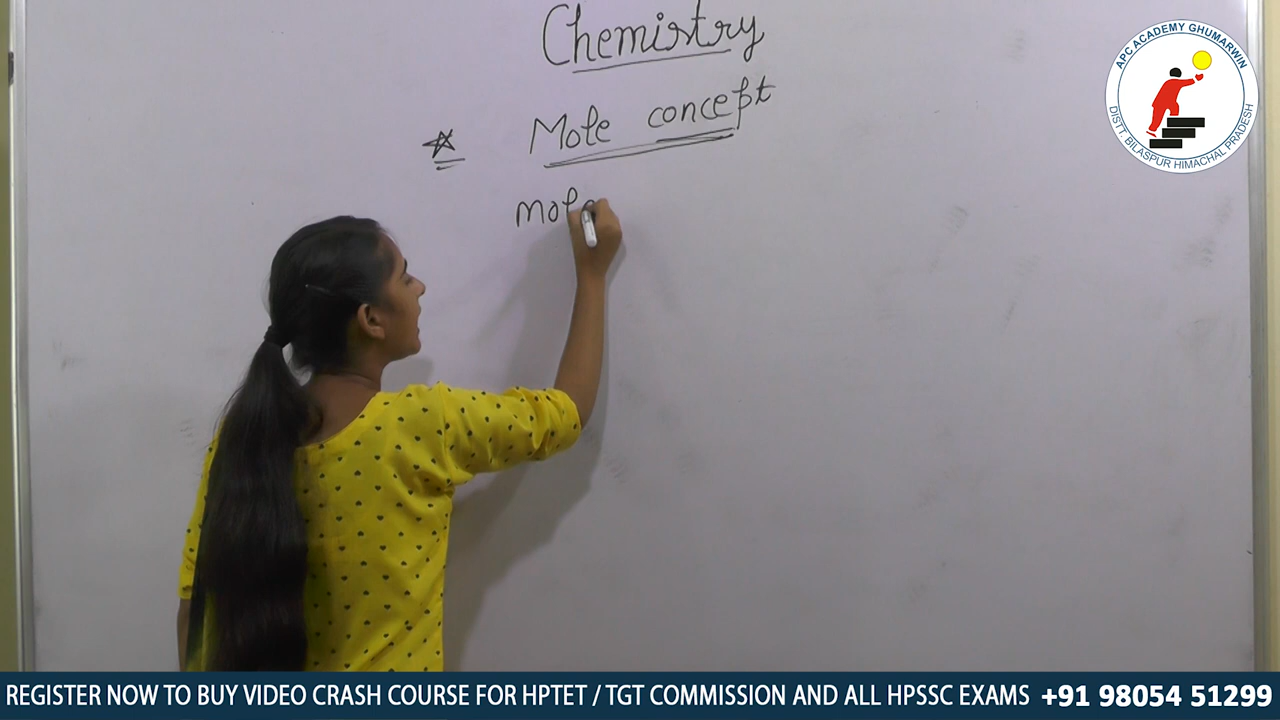 Chemistry
Mole concept
mole
APC ACADEMY GHUMARWIN
DISTT. BILASPUR HIMACHAL PRADESH
REGISTER NOW TO BUY VIDEO CRASH COURSE FOR HPTET / TGT COMMISSION AND ALL HPSSC EXAMS +91 98054 51299